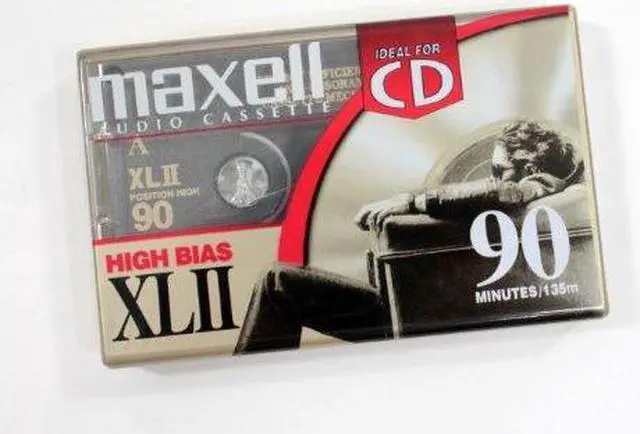 maxell
AUDIO CASSETTE
IDEAL FOR
CD
A
XLII
POSITION HIGH
90
HIGH BIAS
XLII
90
MINUTES/135m